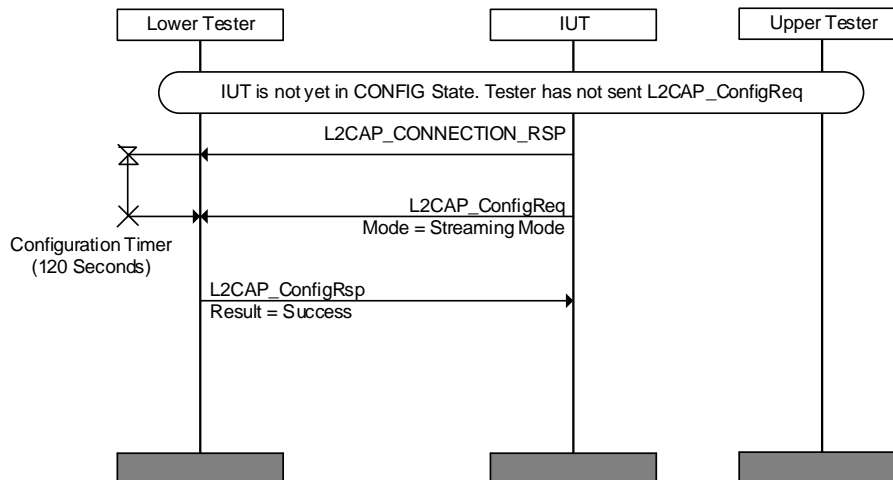 Lower Tester
IUT
Upper Tester
IUT is not yet in CONFIG State. Tester has not sent L2CAP_ConfigReq
L2CAP_CONNECTION_RSP
L2CAP_ConfigReq
Mode = Streaming Mode
Configuration Timer
(120 Seconds)
L2CAP_ConfigRsp
Result = Success